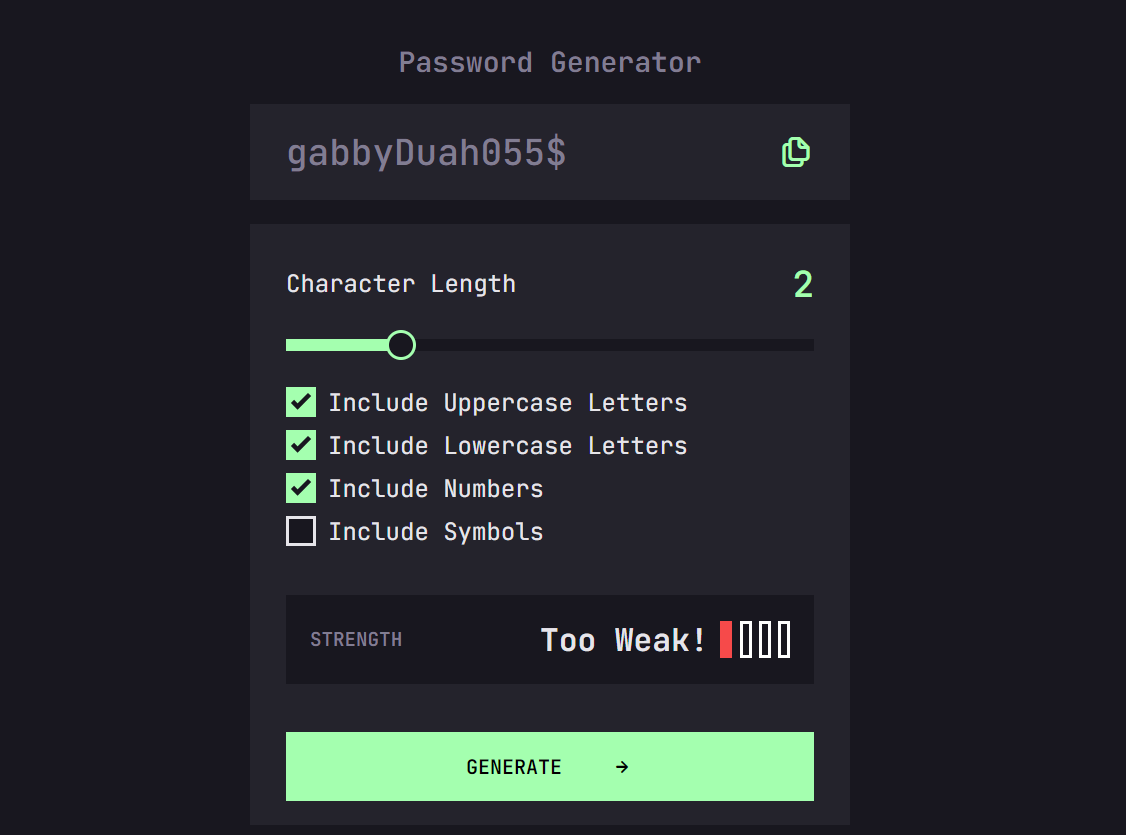 Password Generator
gabbyDuah055$
Character Length 2
Include Uppercase Letters
Include Lowercase Letters
Include Numbers
Include Symbols
STRENGTH Too Weak!
GENERATE →